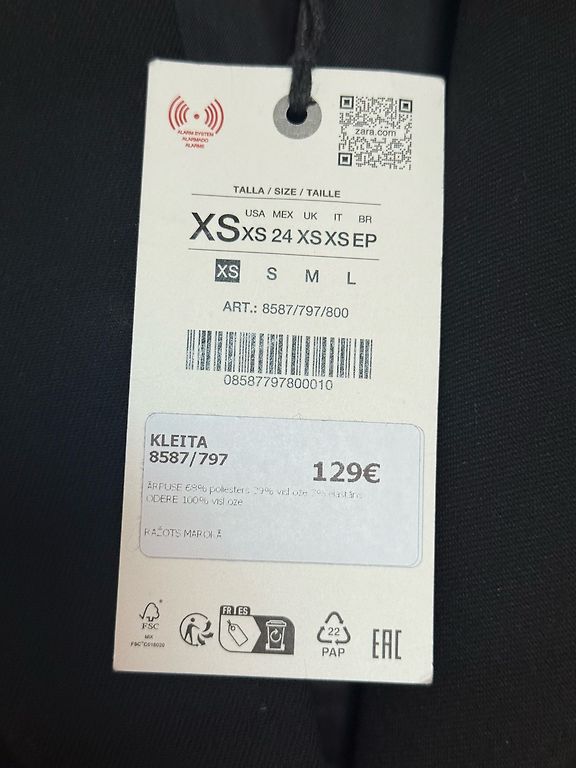 ALARM SYSTEM
ALARMADO
ALARME
zara.com
TALLA / SIZE / TAILLE
USA MEX UK IT BR
XS XS 24 XS XS EP
XS S M L
ART.: 8587/797/800
08587797800010
KLEITA
8587/797
129€
ĀRPUSE 68% poliesters 29% viskoze 3% elastāns
ODERE 100% viskoze
RAŽOTS MAROKĀ
FR ES
FSC
MIX
22
PAP
EAC